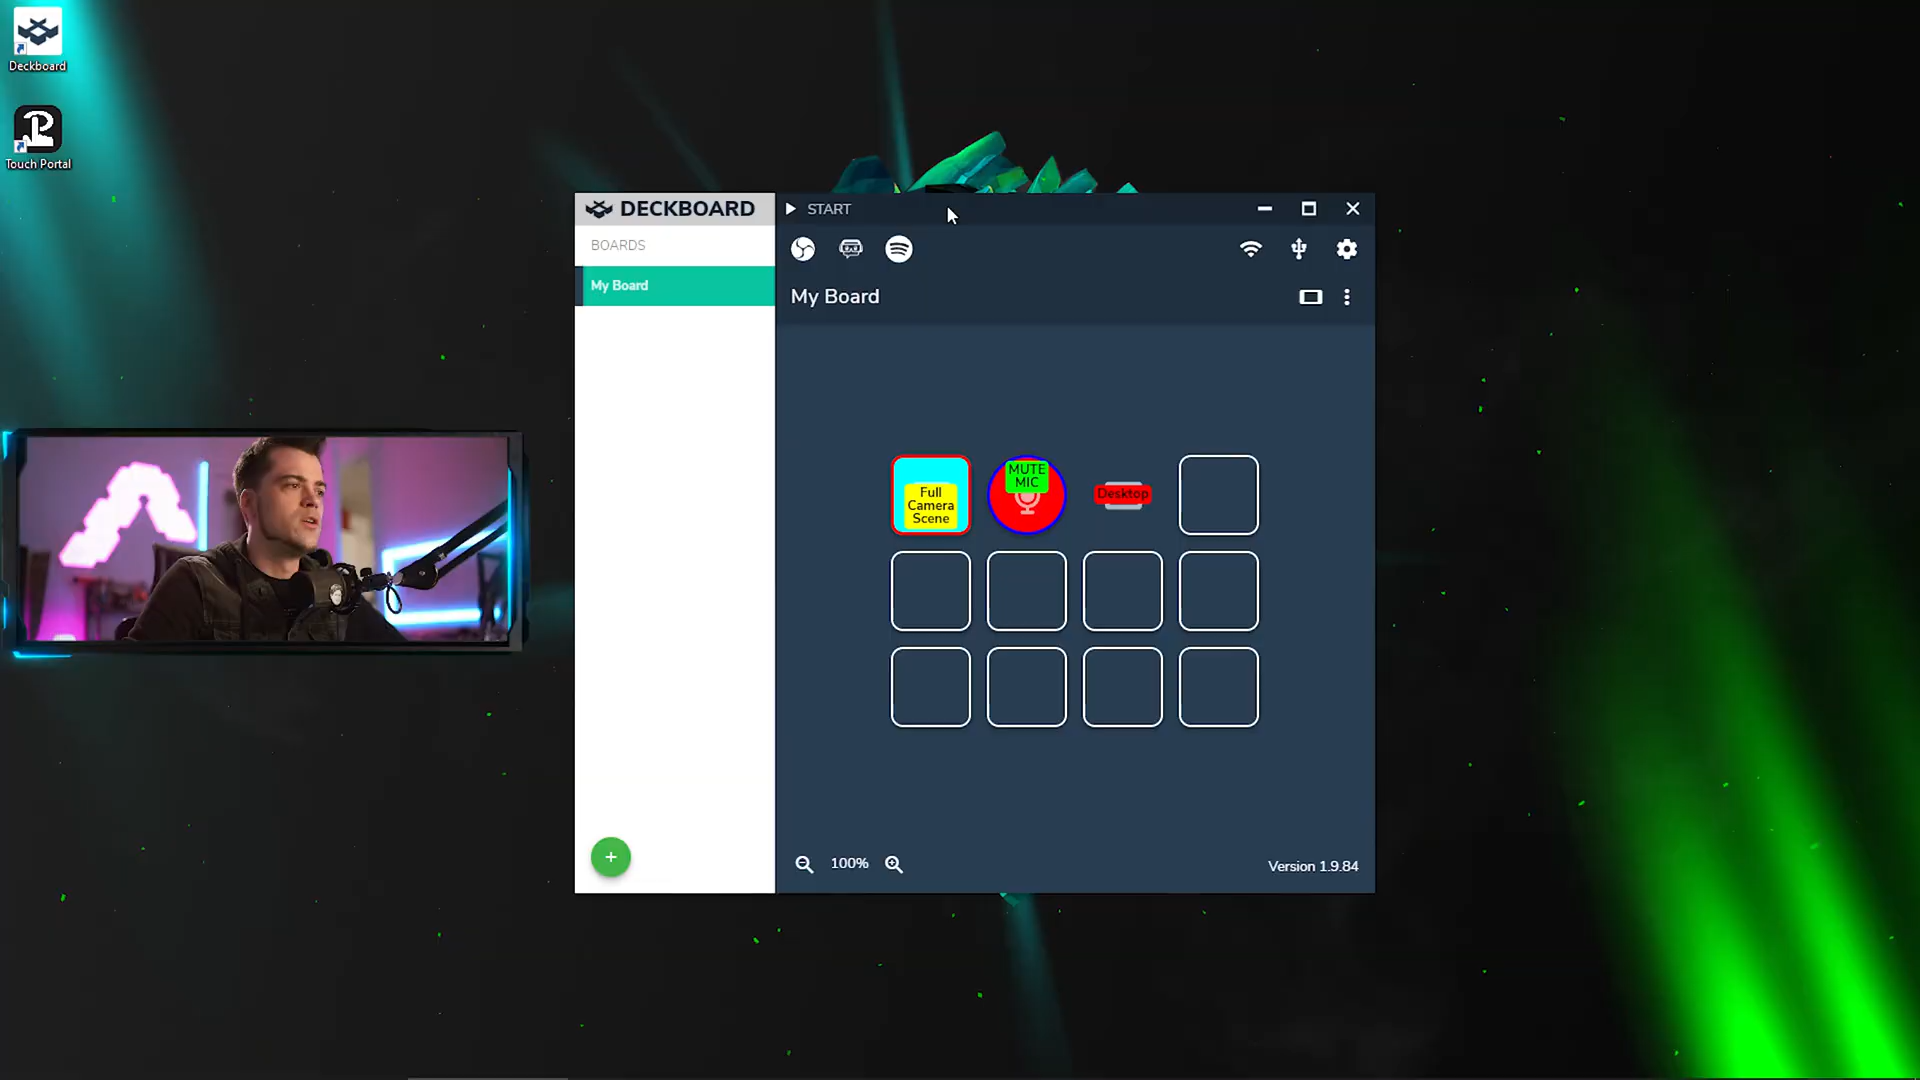 Deckboard
Touch Portal
DECKBOARD
START
BOARDS
My Board
My Board
Full
Camera
Scene
MUTE
MIC
Desktop
+
100%
Version 1.9.84